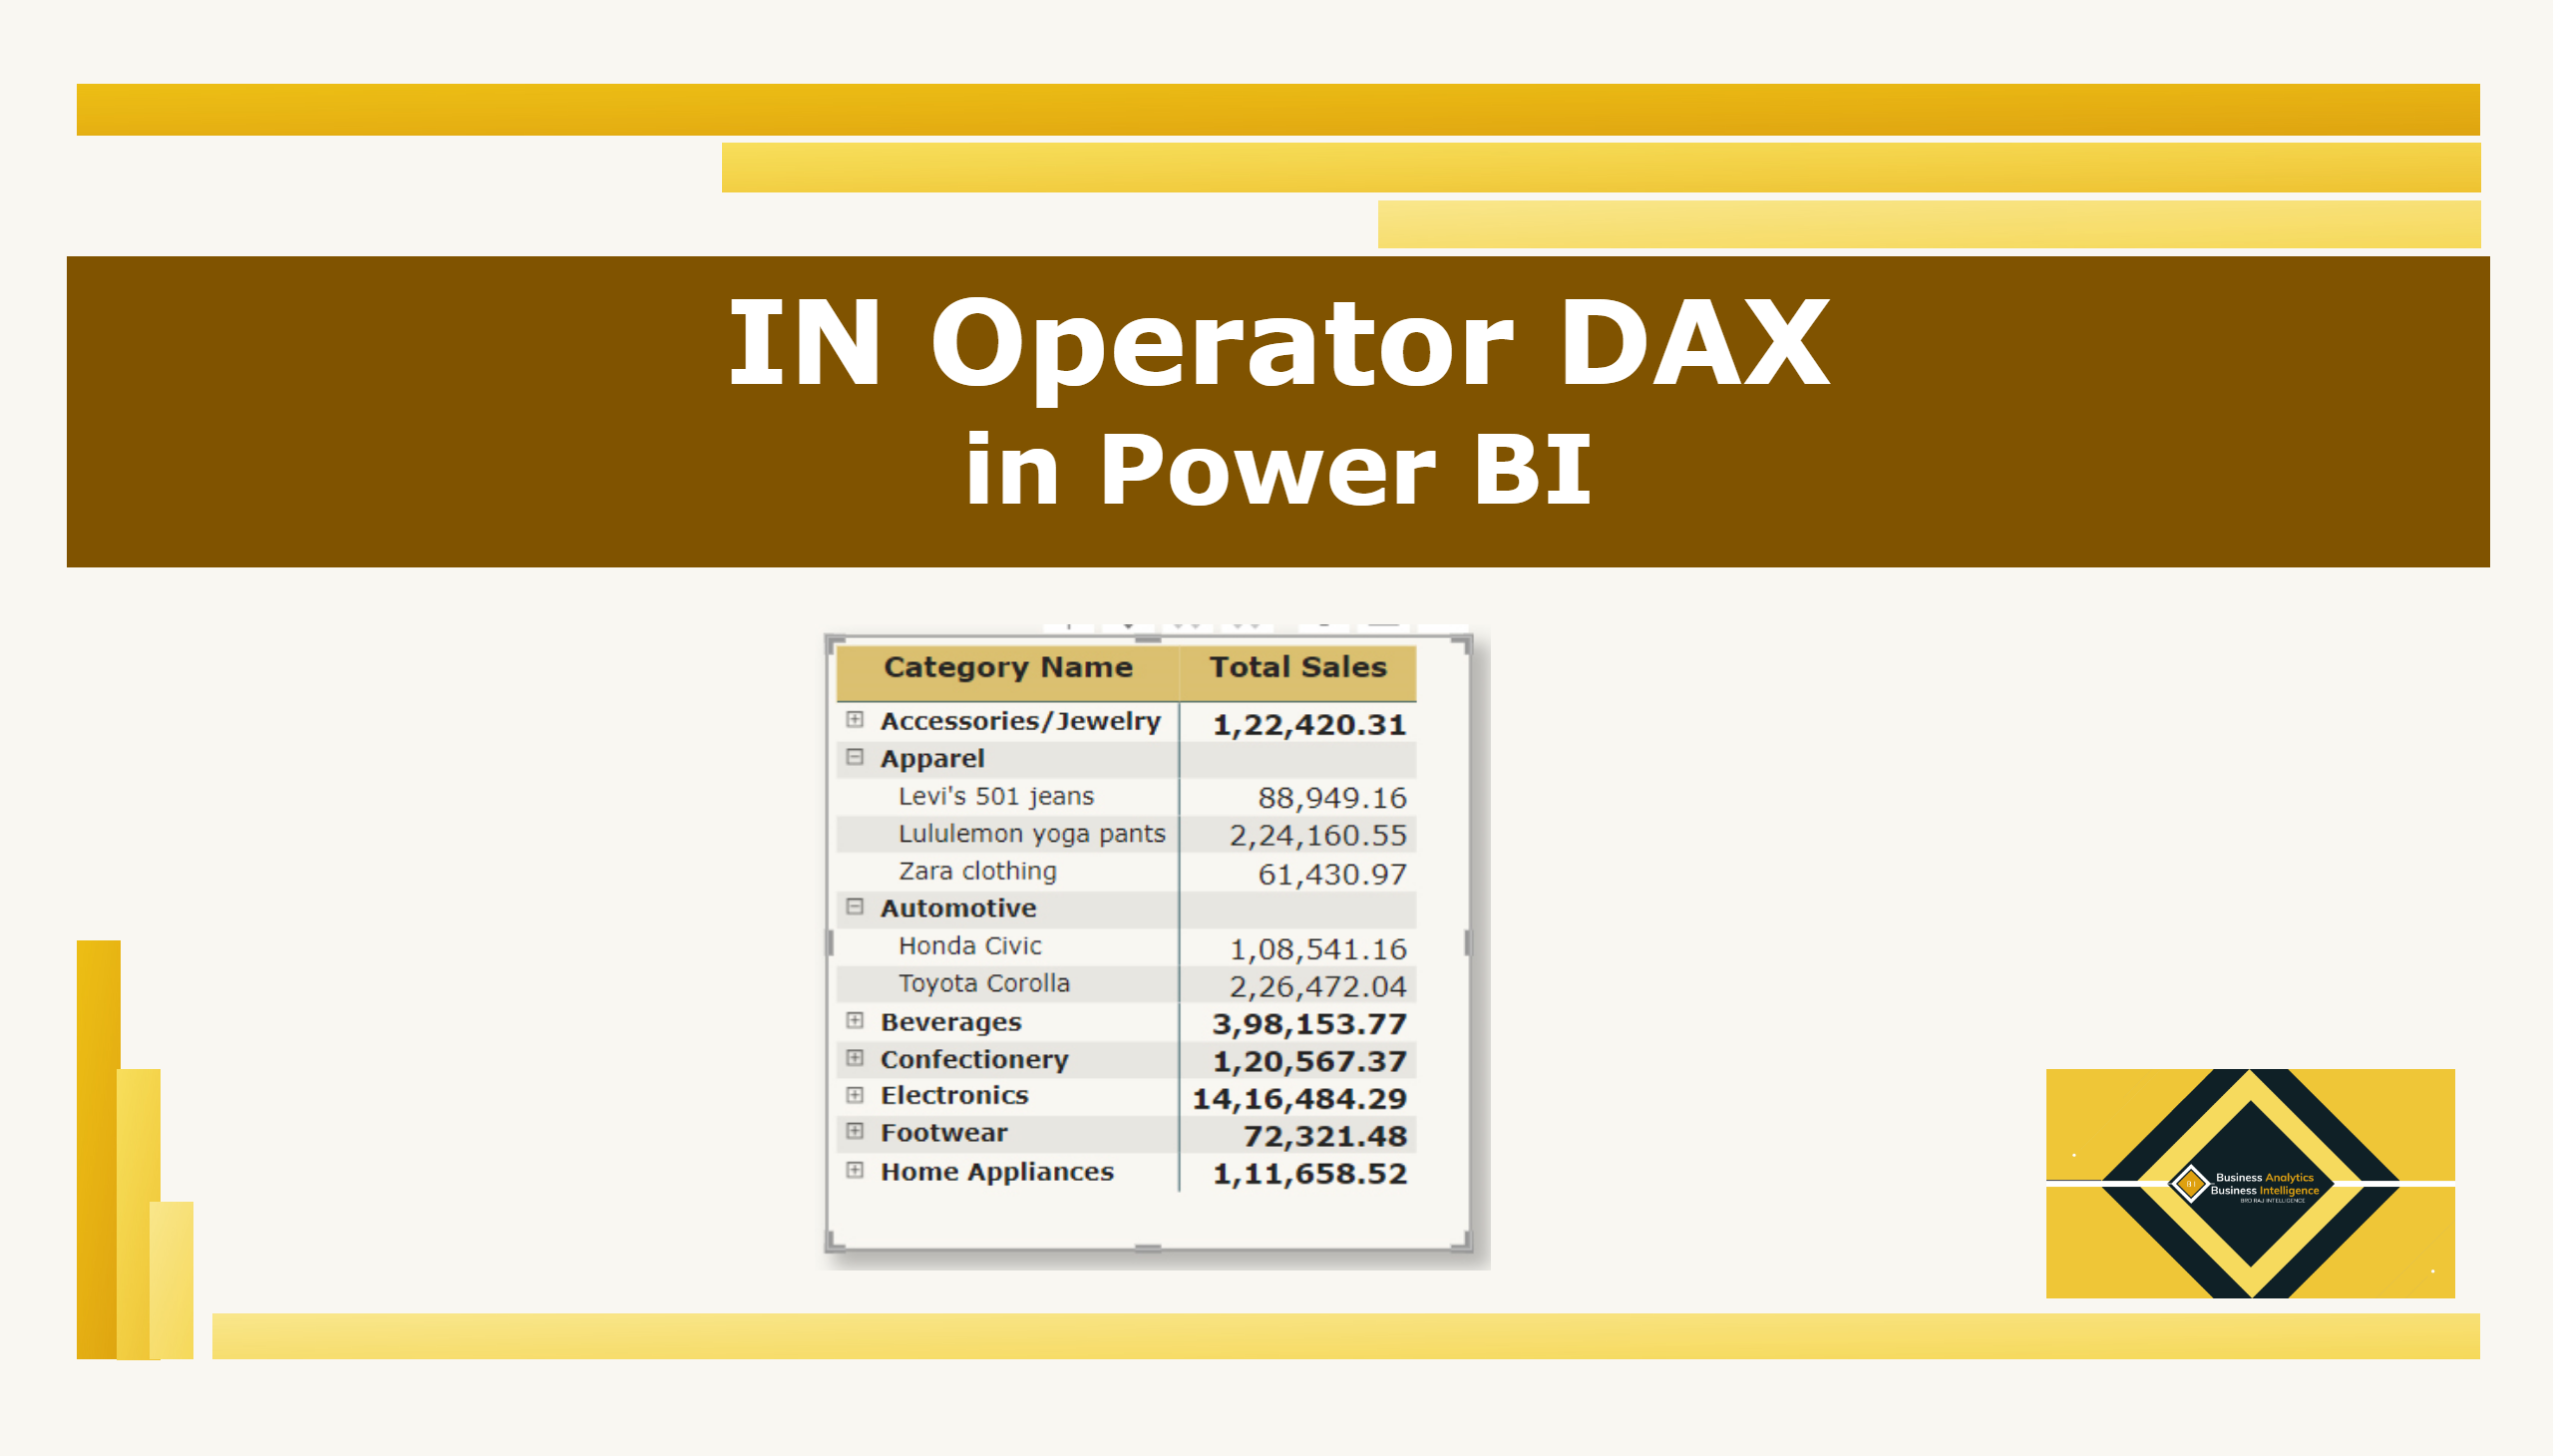 IN Operator DAX
in Power BI
Category Name Total Sales
Accessories/Jewelry 1,22,420.31
Apparel
Levi's 501 jeans 88,949.16
Lululemon yoga pants 2,24,160.55
Zara clothing 61,430.97
Automotive
Honda Civic 1,08,541.16
Toyota Corolla 2,26,472.04
Beverages 3,98,153.77
Confectionery 1,20,567.37
Electronics 14,16,484.29
Footwear 72,321.48
Home Appliances 1,11,658.52
Business Analytics
Business Intelligence
BRO RAJ INTELLIGENCE